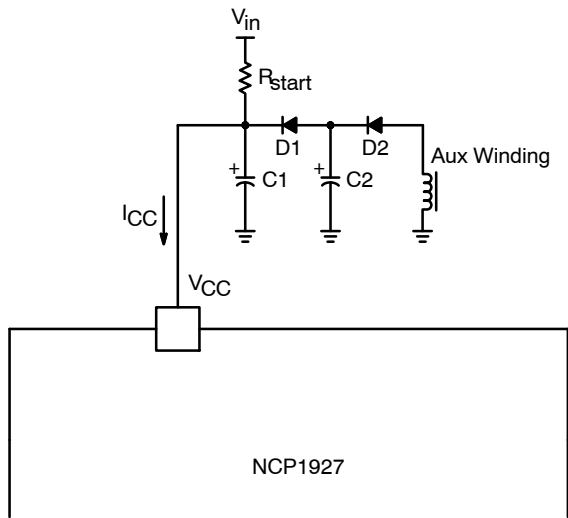 Vin
Rstart
D1
D2
Aux Winding
C1
C2
+
+
ICC
VCC
NCP1927